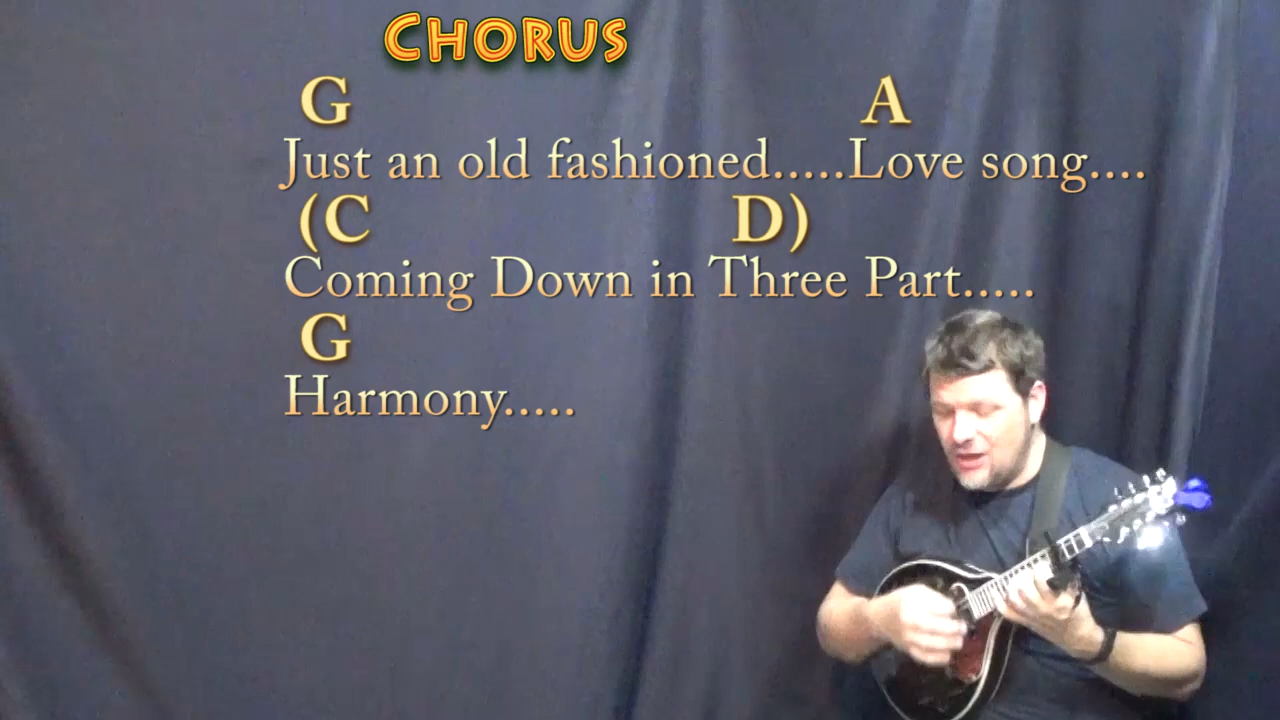 CHORUS
G A
Just an old fashioned.....Love song....
(C D)
Coming Down in Three Part.....
G
Harmony.....